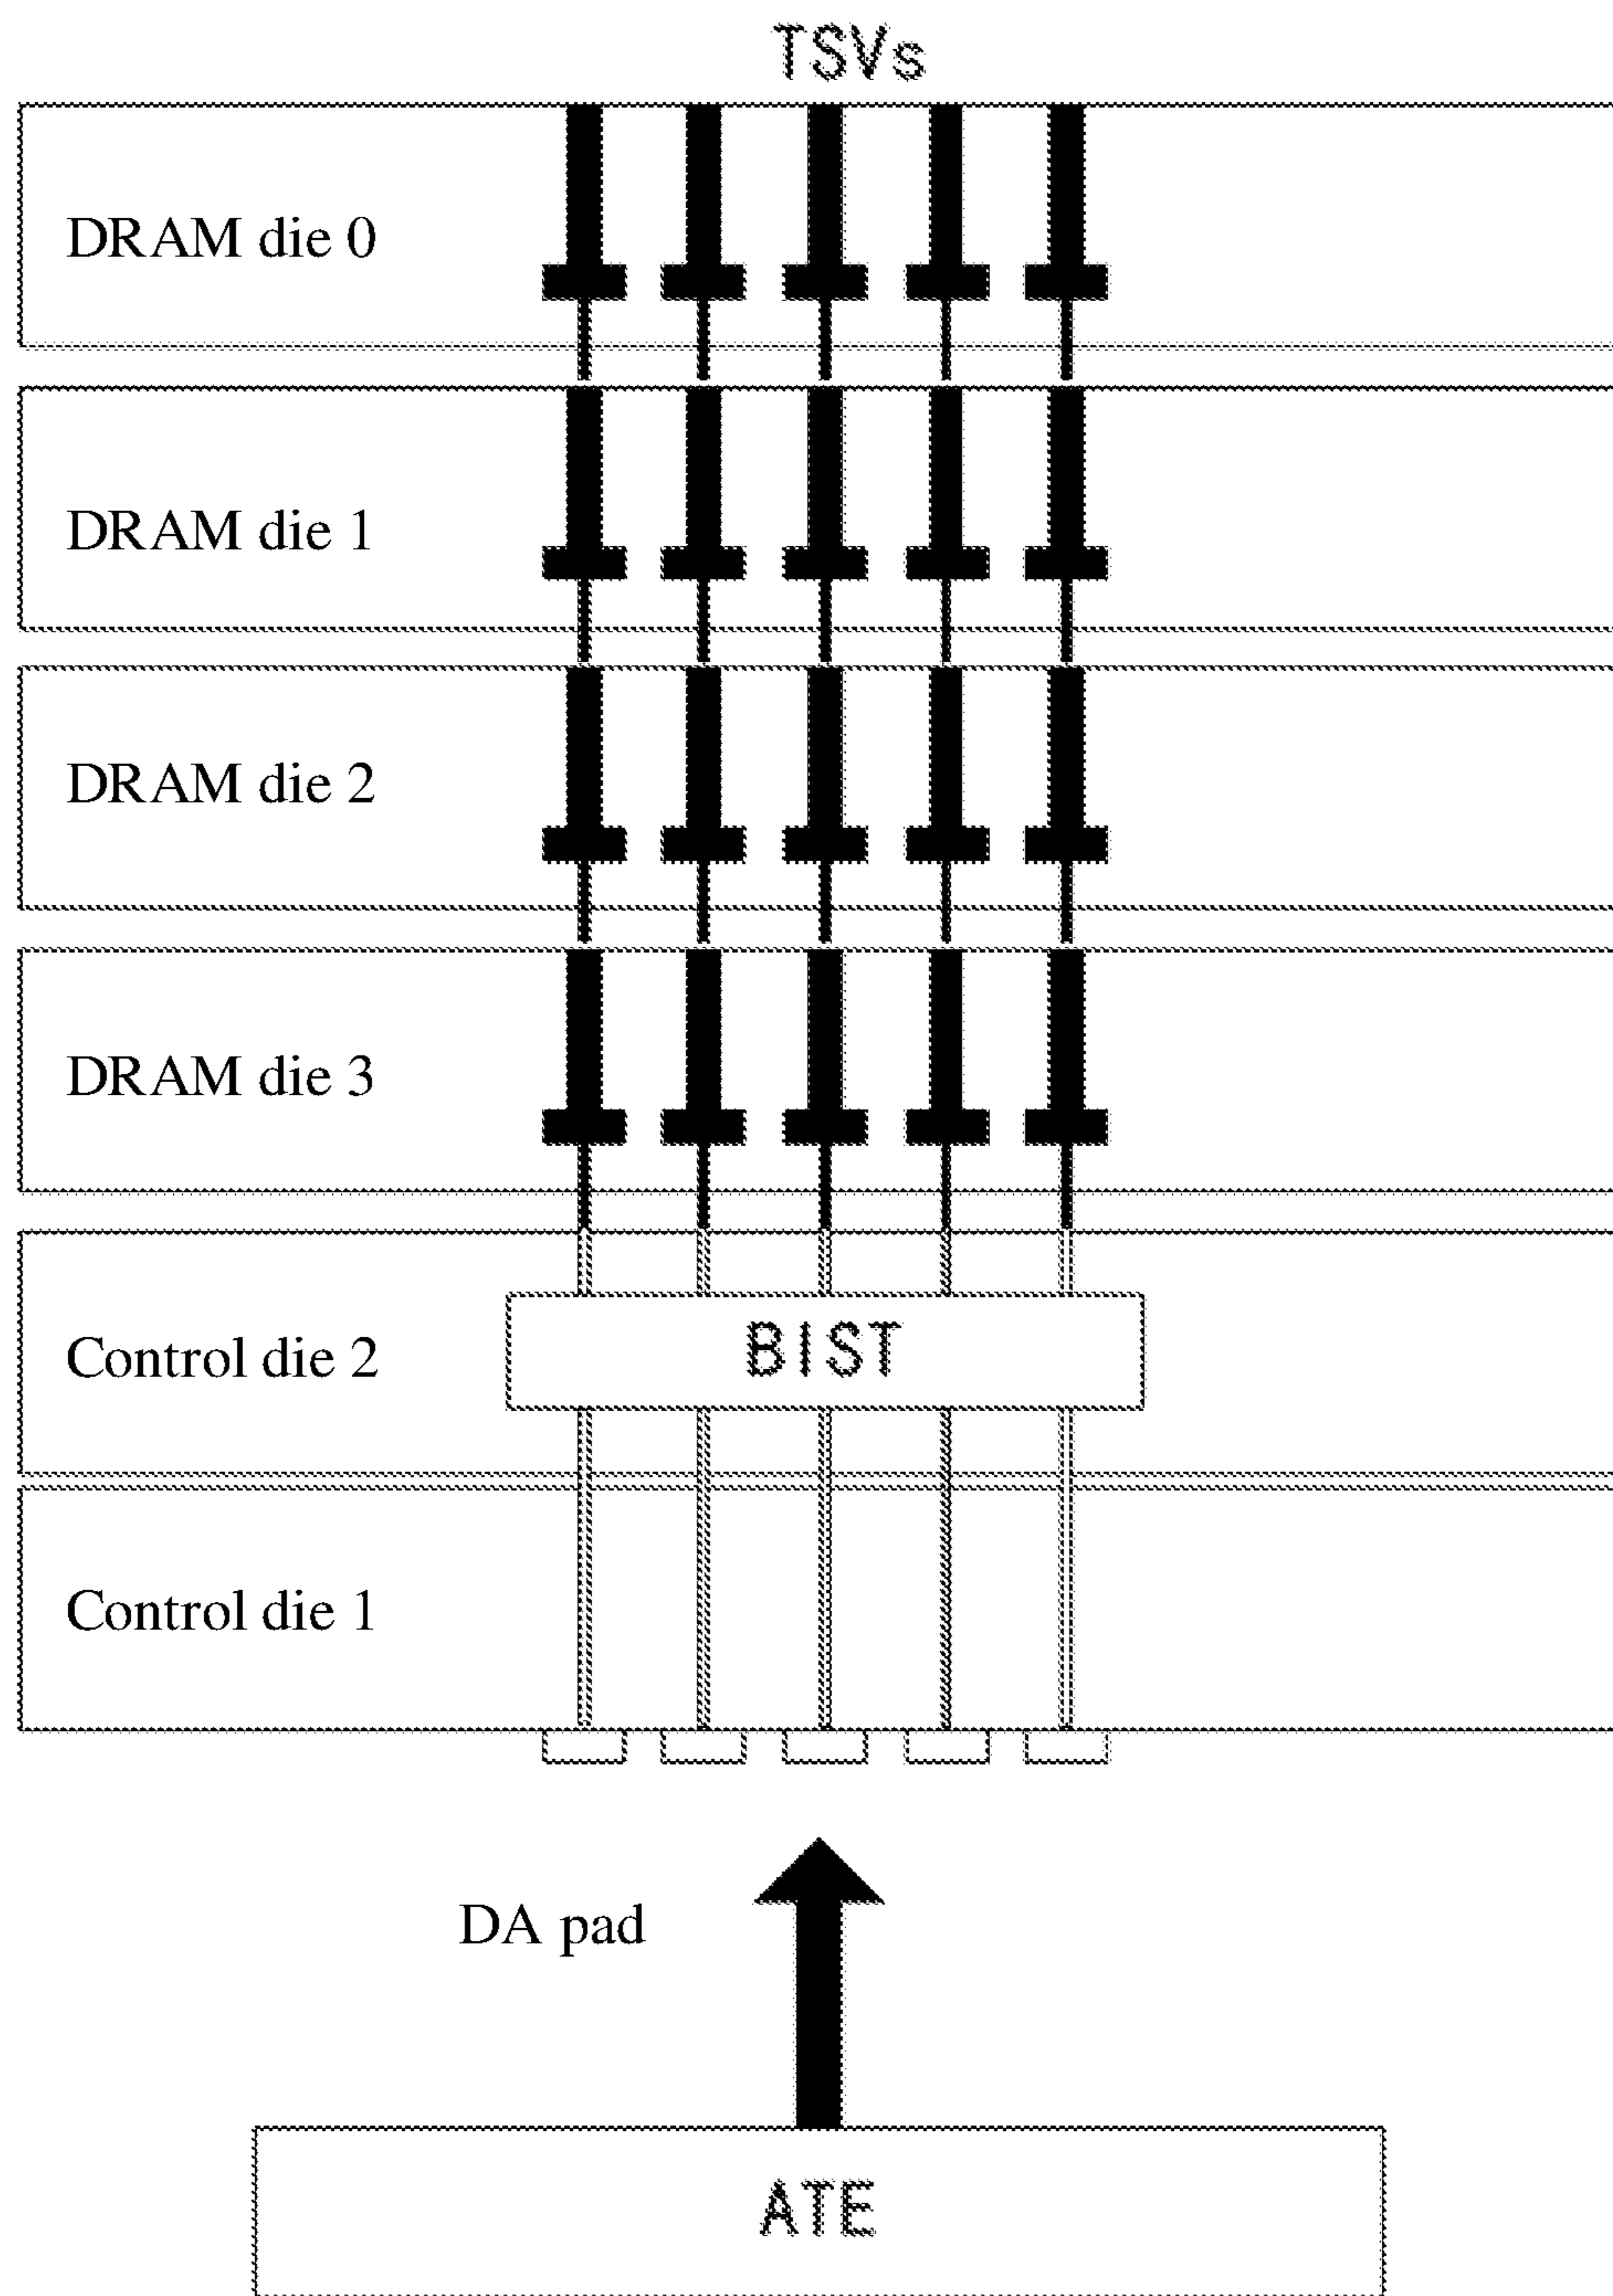 TSVs
DRAM die 0
DRAM die 1
DRAM die 2
DRAM die 3
Control die 2
BIST
Control die 1
DA pad
ATE